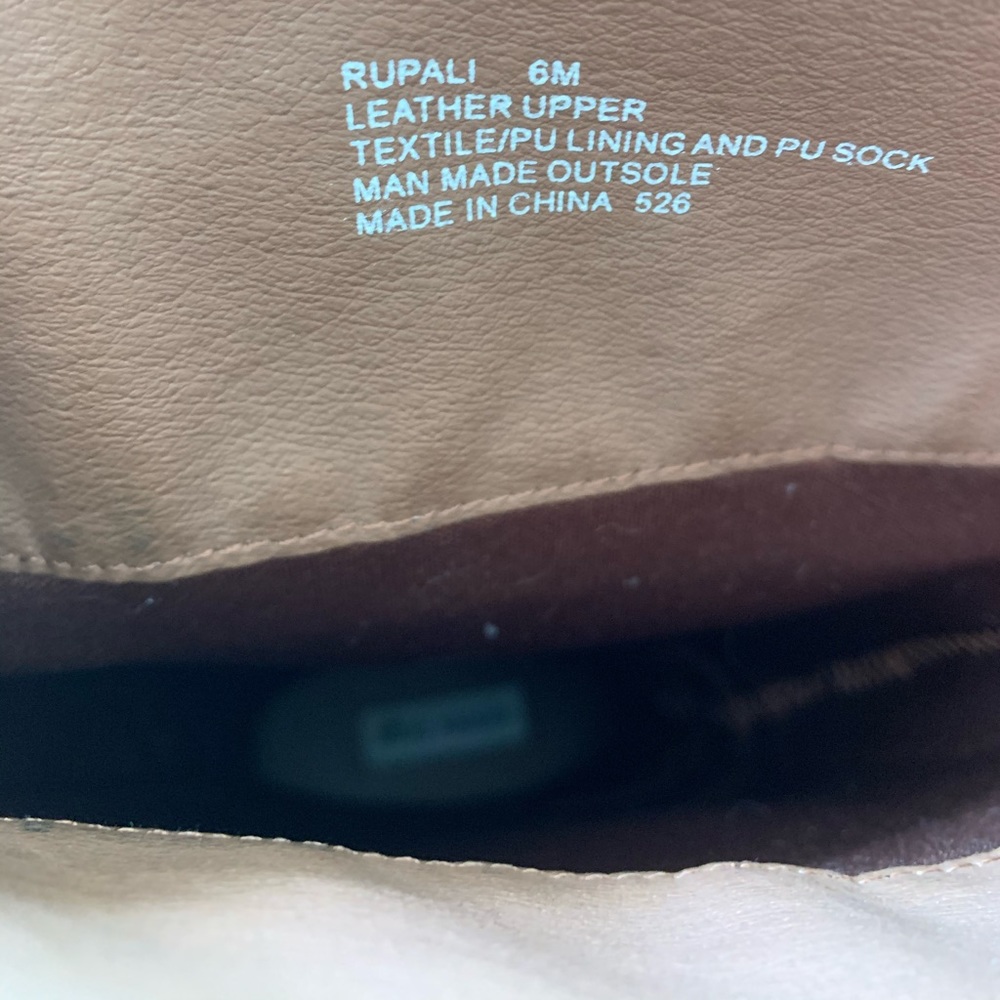 RUPALI 6M
LEATHER UPPER
TEXTILE/PU LINING AND PU SOCK
MAN MADE OUTSOLE
MADE IN CHINA 526